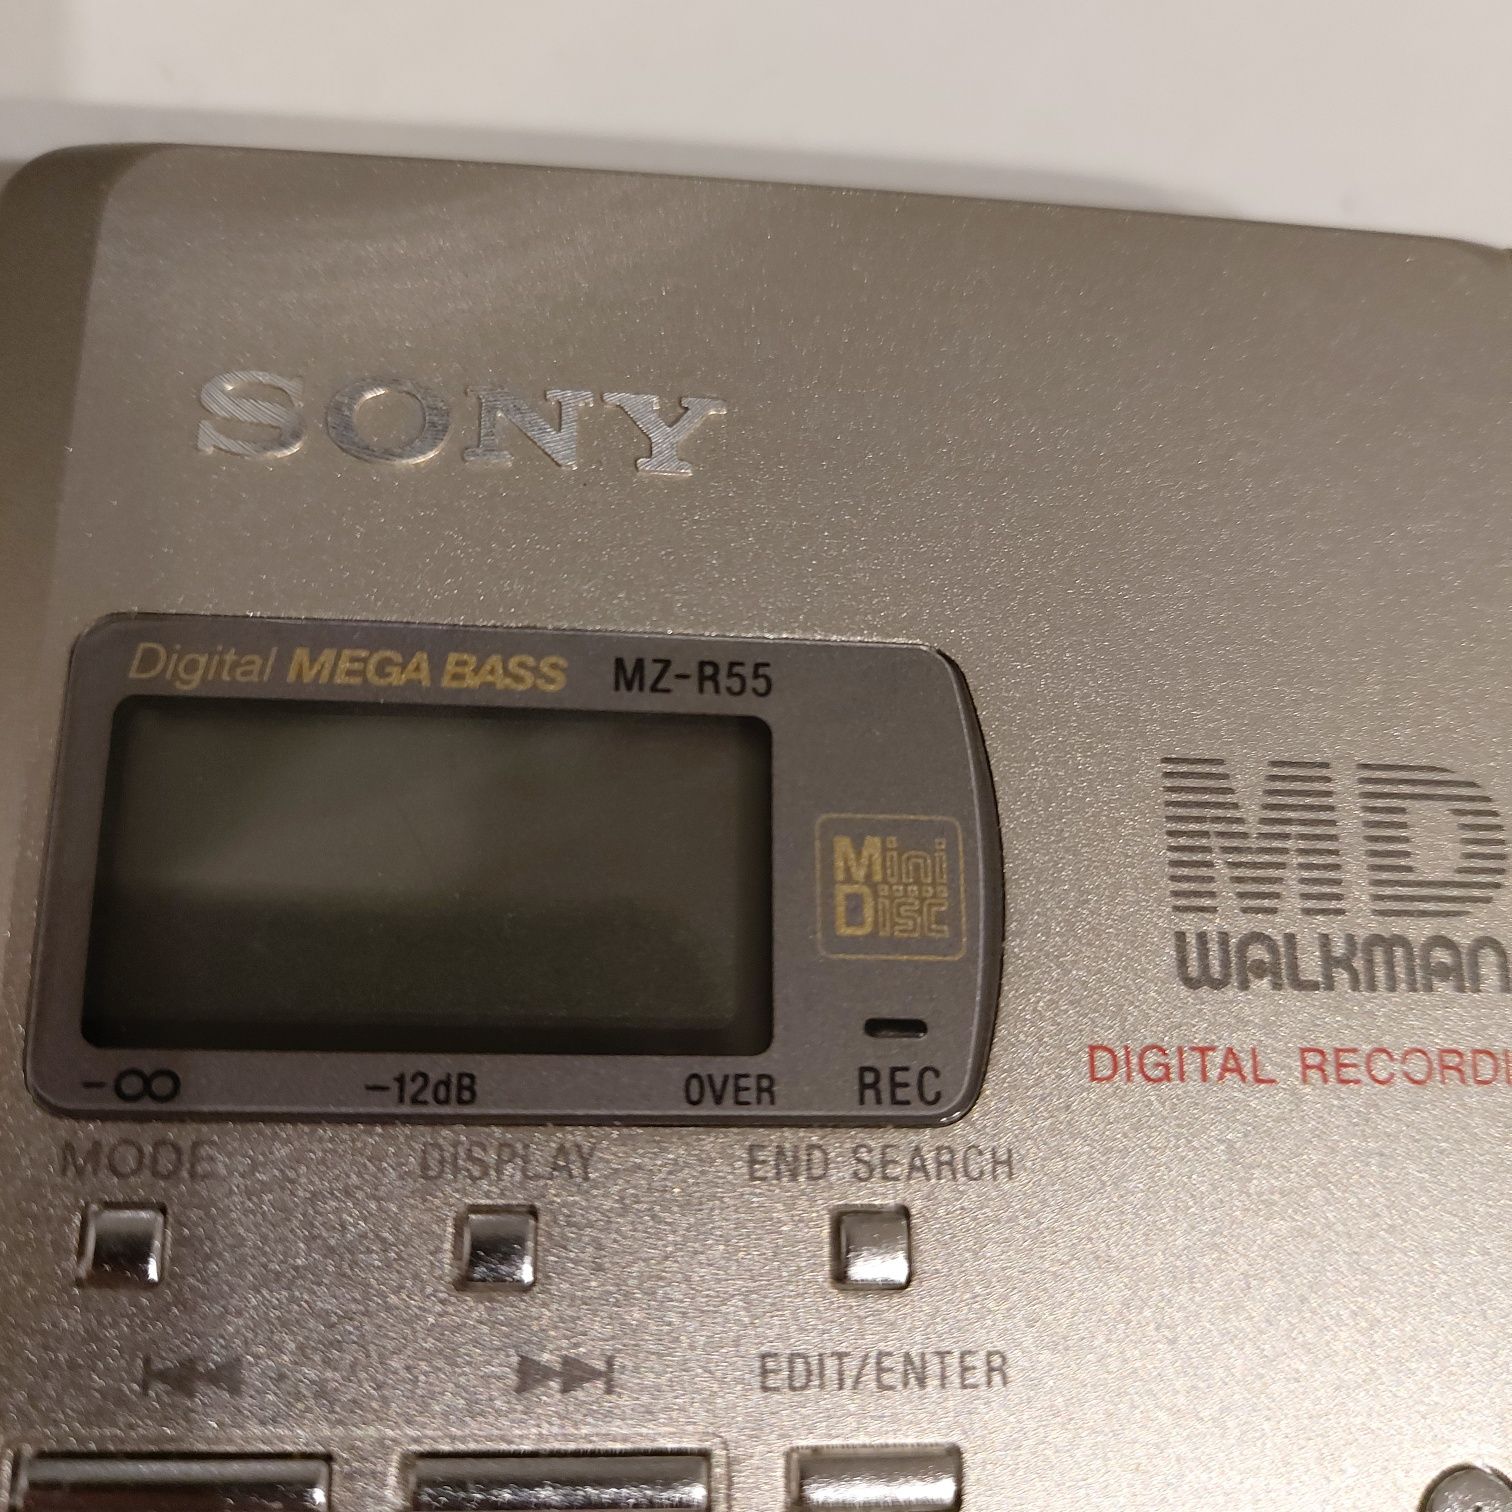 SONY
Digital MEGA BASS MZ-R55
Mini
Disc
MD
WALKMAN
-∞ -12dB OVER REC
DIGITAL RECORDI
MODE DISPLAY END SEARCH
EDIT/ENTER